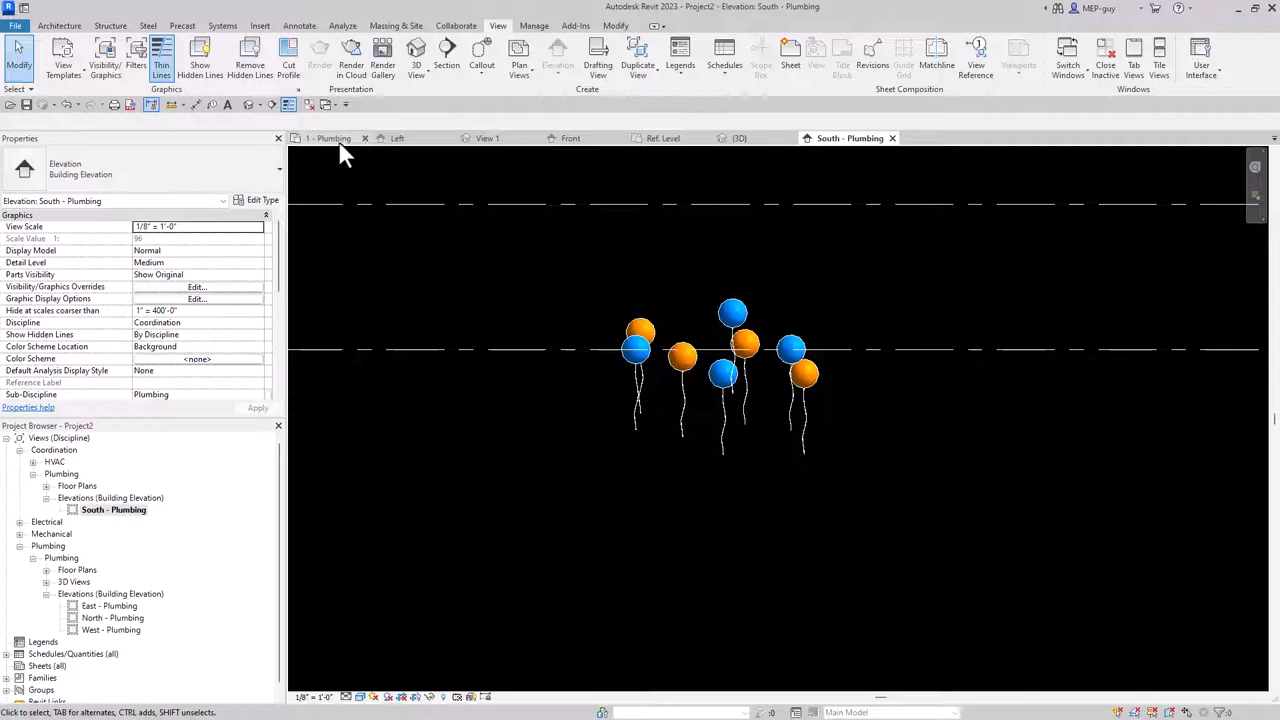 Autodesk Revit 2023 - Project2 - Elevation: South - Plumbing
MEP-guy
File Architecture Structure Steel Precast Systems Insert Annotate Analyze Massing & Site Collaborate View Manage Add-Ins Modify
Modify
View Templates
Visibility/ Graphics
Filters
Thin Lines
Show Hidden Lines
Remove Hidden Lines
Cut Profile
Render
Render in Cloud
Render Gallery
3D View
Section
Callout
Plan Views
Elevation
Drafting View
Duplicate View
Legends
Schedules
Scope Box
Sheet
View
Title Block
Revisions
Guide Grid
Matchline
View Reference
Viewports
Switch Windows
Close Inactive
Tab Views
Tile Views
User Interface
Select Graphics Presentation Create Sheet Composition Windows
Properties
1 - Plumbing Left View 1 Front Ref. Level {3D} South - Plumbing
Elevation
Building Elevation
Elevation: South - Plumbing Edit Type
Graphics
View Scale 1/8" = 1'-0"
Scale Value 1: 96
Display Model Normal
Detail Level Medium
Parts Visibility Show Original
Visibility/Graphics Overrides Edit...
Graphic Display Options Edit...
Hide at scales coarser than 1" = 400'-0"
Discipline Coordination
Show Hidden Lines By Discipline
Color Scheme Location Background
Color Scheme <none>
Default Analysis Display Style None
Reference Label
Sub-Discipline Plumbing
Properties help Apply
Project Browser - Project2
Views (Discipline)
Coordination
HVAC
Plumbing
Floor Plans
Elevations (Building Elevation)
South - Plumbing
Electrical
Mechanical
Plumbing
Plumbing
Floor Plans
3D Views
Elevations (Building Elevation)
East - Plumbing
North - Plumbing
West - Plumbing
Legends
Schedules/Quantities (all)
Sheets (all)
Families
Groups
Revit Links
1/8" = 1'-0"
Click to select, TAB for alternates, CTRL adds, SHIFT unselects. :0 Main Model :0